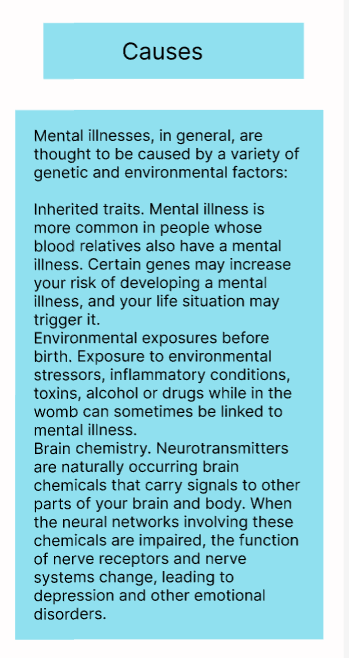 Causes
Mental illnesses, in general, are
thought to be caused by a variety of
genetic and environmental factors:
Inherited traits. Mental illness is
more common in people whose
blood relatives also have a mental
illness. Certain genes may increase
your risk of developing a mental
illness, and your life situation may
trigger it.
Environmental exposures before
birth. Exposure to environmental
stressors, inflammatory conditions,
toxins, alcohol or drugs while in the
womb can sometimes be linked to
mental illness.
Brain chemistry. Neurotransmitters
are naturally occurring brain
chemicals that carry signals to other
parts of your brain and body. When
the neural networks involving these
chemicals are impaired, the function
of nerve receptors and nerve
systems change, leading to
depression and other emotional
disorders.